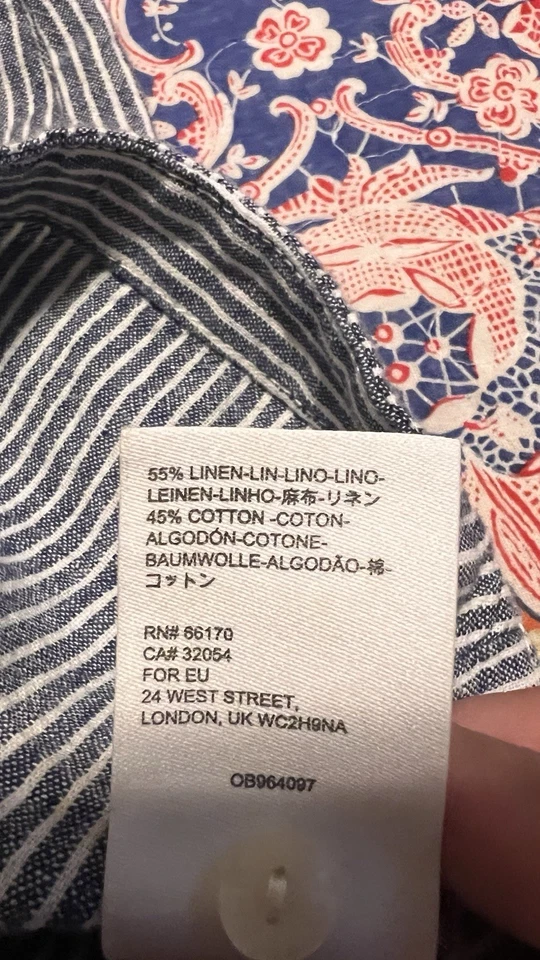 55% LINEN-LIN-LINO-LINO-
LEINEN-LINHO-麻布-リネン
45% COTTON -COTON-
ALGODÓN-COTONE-
BAUMWOLLE-ALGODÃO-棉-
コットン
RN# 66170
CA# 32054
FOR EU
24 WEST STREET,
LONDON, UK WC2H9NA
OB964097